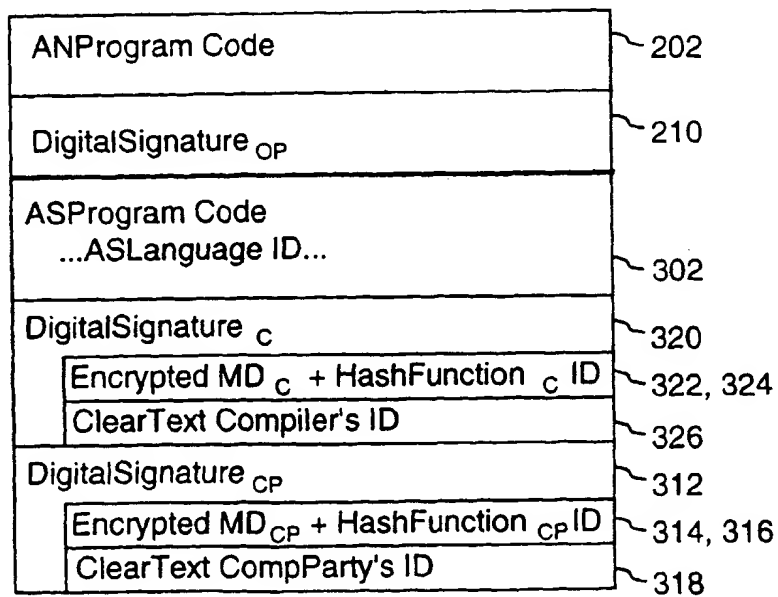 ANProgram Code 202
DigitalSignature OP 210
ASProgram Code
...ASLanguage ID... 302
DigitalSignature C 320
Encrypted MD C + HashFunction C ID 322, 324
ClearText Compiler's ID 326
DigitalSignature CP 312
Encrypted MD CP + HashFunction CP ID 314, 316
ClearText CompParty's ID 318